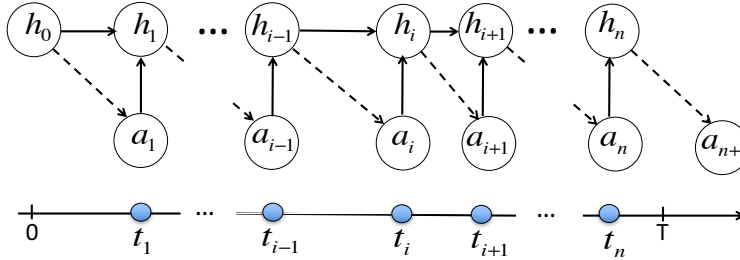 h₀ h₁ ... hᵢ₋₁ hᵢ hᵢ₊₁ ... hₙ
a₁ aᵢ₋₁ aᵢ aᵢ₊₁ aₙ aₙ₊
... ...
0 t₁ tᵢ₋₁ tᵢ tᵢ₊₁ tₙ T